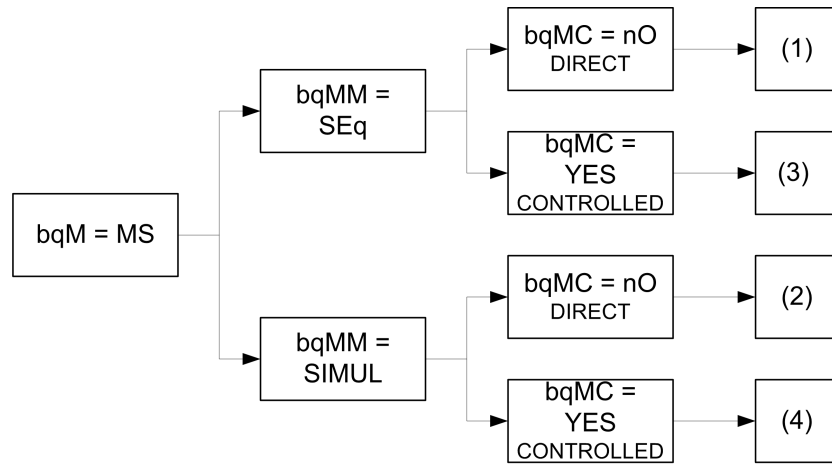 bqMC = nO
DIRECT
(1)
bqMM =
SEq
bqMC =
YES
CONTROLLED
(3)
bqM = MS
bqMC = nO
DIRECT
(2)
bqMM =
SIMUL
bqMC =
YES
CONTROLLED
(4)